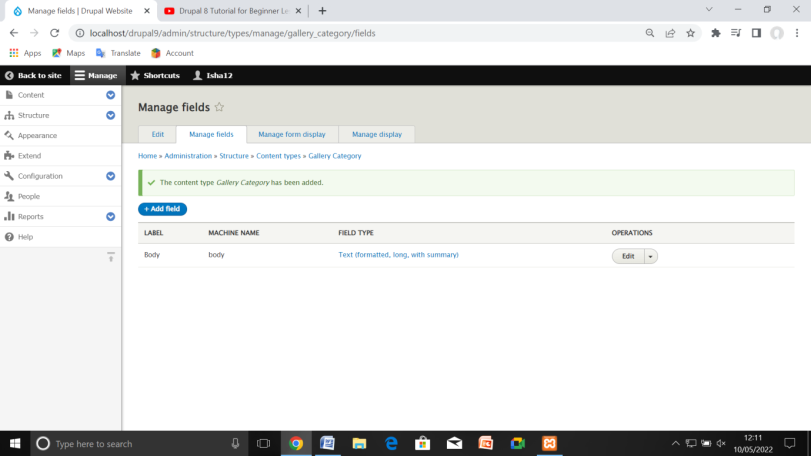 Manage fields | Drupal Website
Drupal 8 Tutorial for Beginner Le
localhost/drupal9/admin/structure/types/manage/gallery_category/fields
Apps Maps Translate Account
Back to site Manage Shortcuts Isha12
Content
Structure
Appearance
Extend
Configuration
People
Reports
Help
Manage fields
Edit Manage fields Manage form display Manage display
Home » Administration » Structure » Content types » Gallery Category
The content type Gallery Category has been added.
+ Add field
LABEL MACHINE NAME FIELD TYPE OPERATIONS
Body body Text (formatted, long, with summary) Edit
Type here to search
12:11
10/05/2022